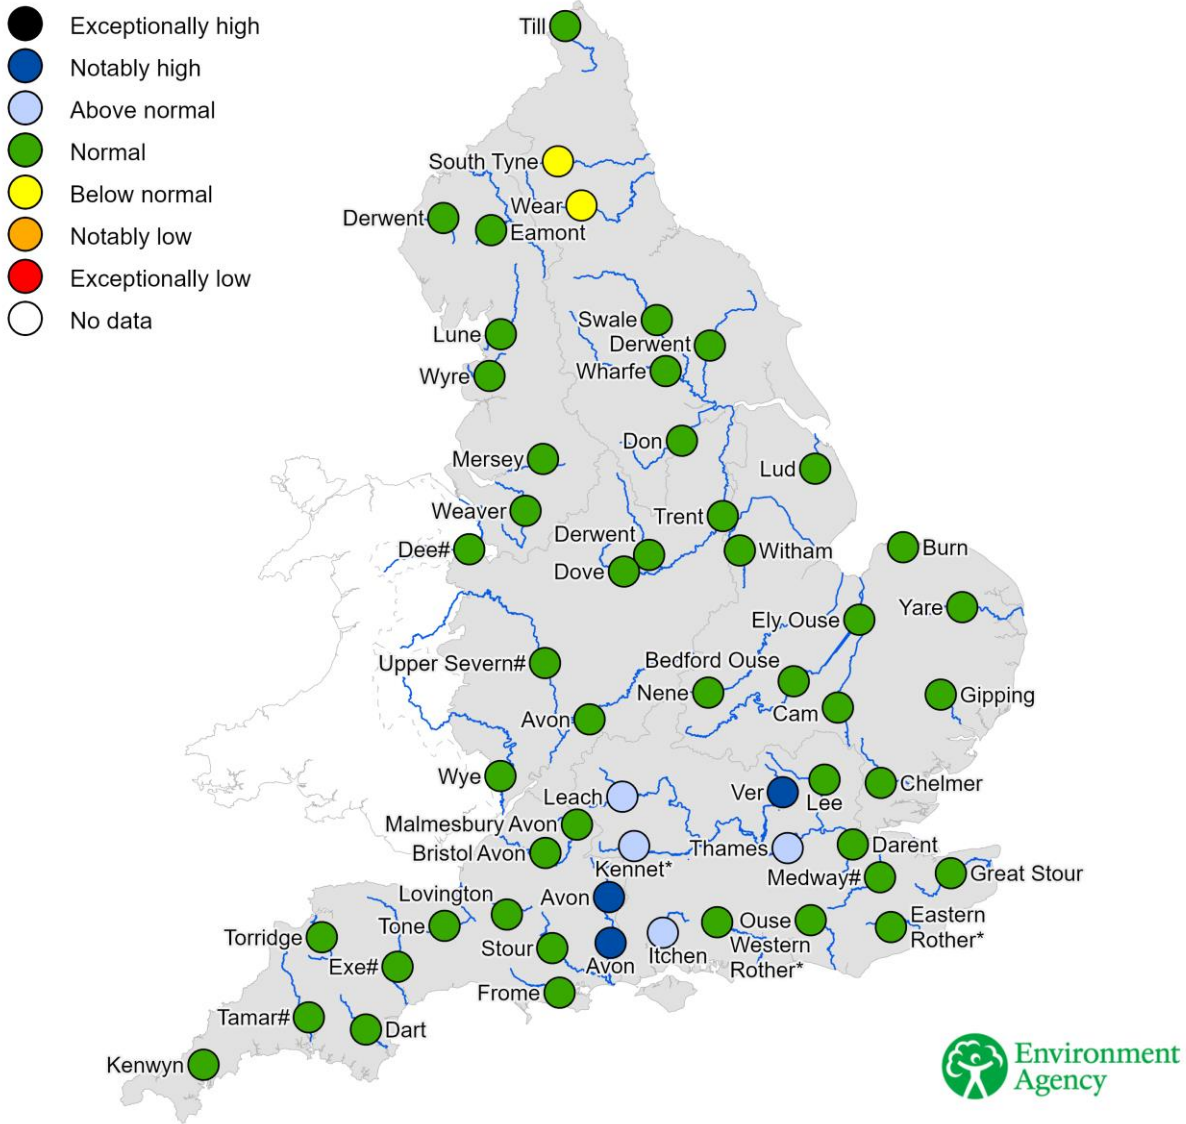 Exceptionally high
Notably high
Above normal
Normal
Below normal
Notably low
Exceptionally low
No data
Till
South Tyne
Wear
Derwent
Eamont
Lune
Swale
Derwent
Wharfe
Wyre
Don
Mersey
Lud
Weaver
Trent
Derwent
Dee#
Witham
Burn
Dove
Yare
Ely Ouse
Upper Severn#
Bedford Ouse
Nene
Gipping
Avon
Cam
Wye
Leach
Ver
Lee
Chelmer
Malmesbury Avon
Bristol Avon
Kennet*
Thames
Darent
Medway#
Great Stour
Lovington
Avon
Tone
Torridge
Stour
Avon
Itchen
Ouse
Western
Rother*
Eastern
Rother*
Exe#
Frome
Tamar#
Dart
Kenwyn
Environment
Agency